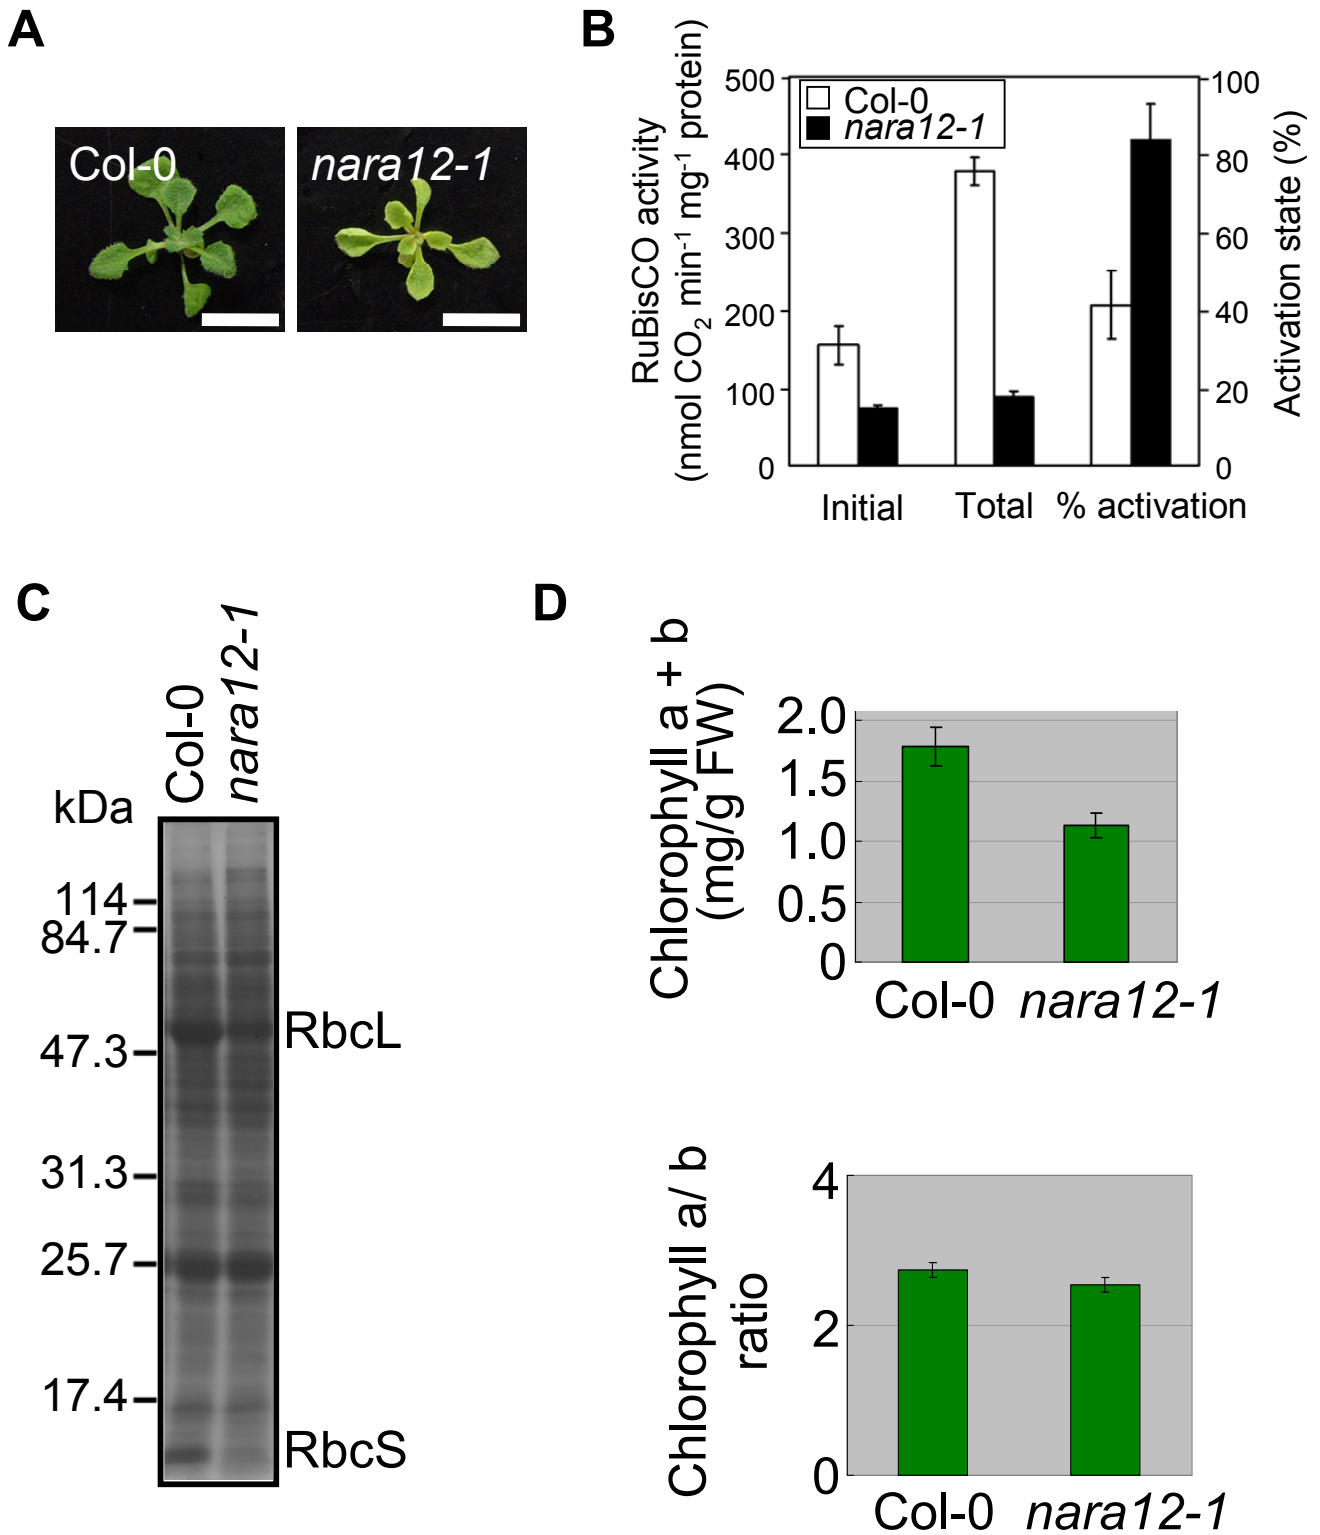 A
Col-0
nara12-1
B
RuBisCO activity
(nmol CO₂ min⁻¹ mg⁻¹ protein)
500
400
300
200
100
0
Col-0
nara12-1
100
80
60
40
20
0
Activation state (%)
Initial Total % activation
C
Col-0
nara12-1
kDa
114
84.7
47.3
31.3
25.7
17.4
RbcL
RbcS
D
Chlorophyll a + b
(mg/g FW)
2.0
1.5
1.0
0.5
0
Col-0 nara12-1
Chlorophyll a/ b
ratio
4
2
0
Col-0 nara12-1